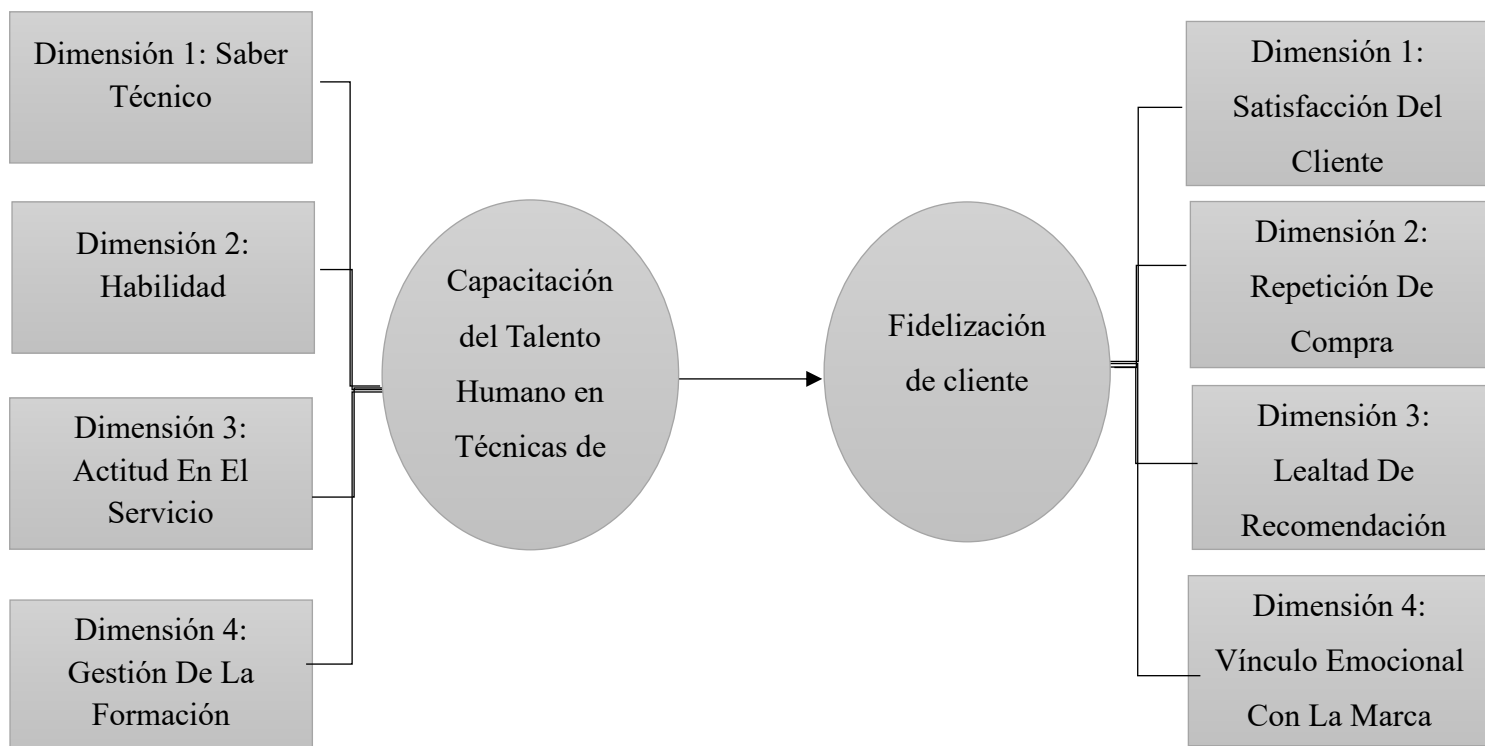 Dimensión 1: Saber
Técnico
Dimensión 2:
Habilidad
Dimensión 3:
Actitud En El
Servicio
Dimensión 4:
Gestión De La
Formación
Capacitación
del Talento
Humano en
Técnicas de
Fidelización
de cliente
Dimensión 1:
Satisfacción Del
Cliente
Dimensión 2:
Repetición De
Compra
Dimensión 3:
Lealtad De
Recomendación
Dimensión 4:
Vínculo Emocional
Con La Marca